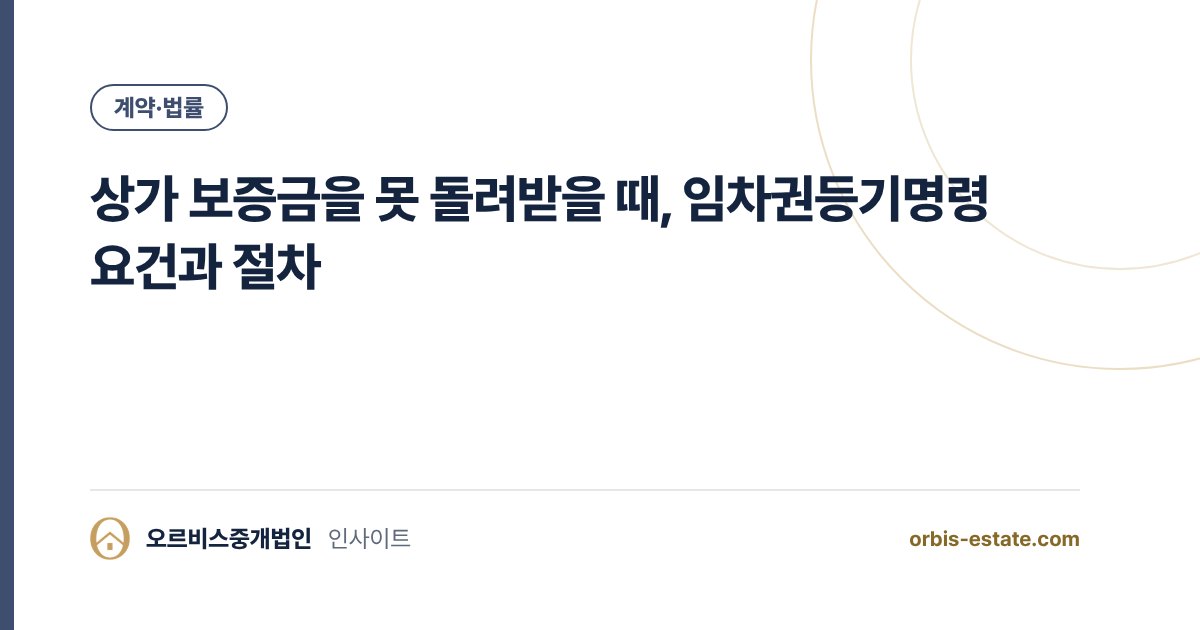 계약·법률
상가 보증금을 못 돌려받을 때, 임차권등기명령
요건과 절차
오르비스중개법인 인사이트
orbis-estate.com